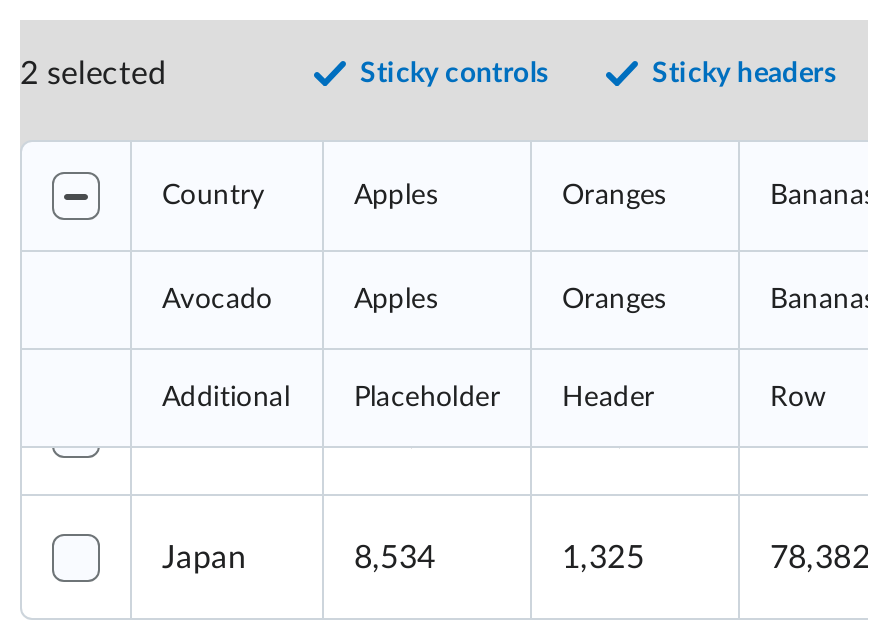 2 selected Sticky controls Sticky headers
Country Apples Oranges Bananas
Avocado Apples Oranges Bananas
Additional Placeholder Header Row
Japan 8,534 1,325 78,382